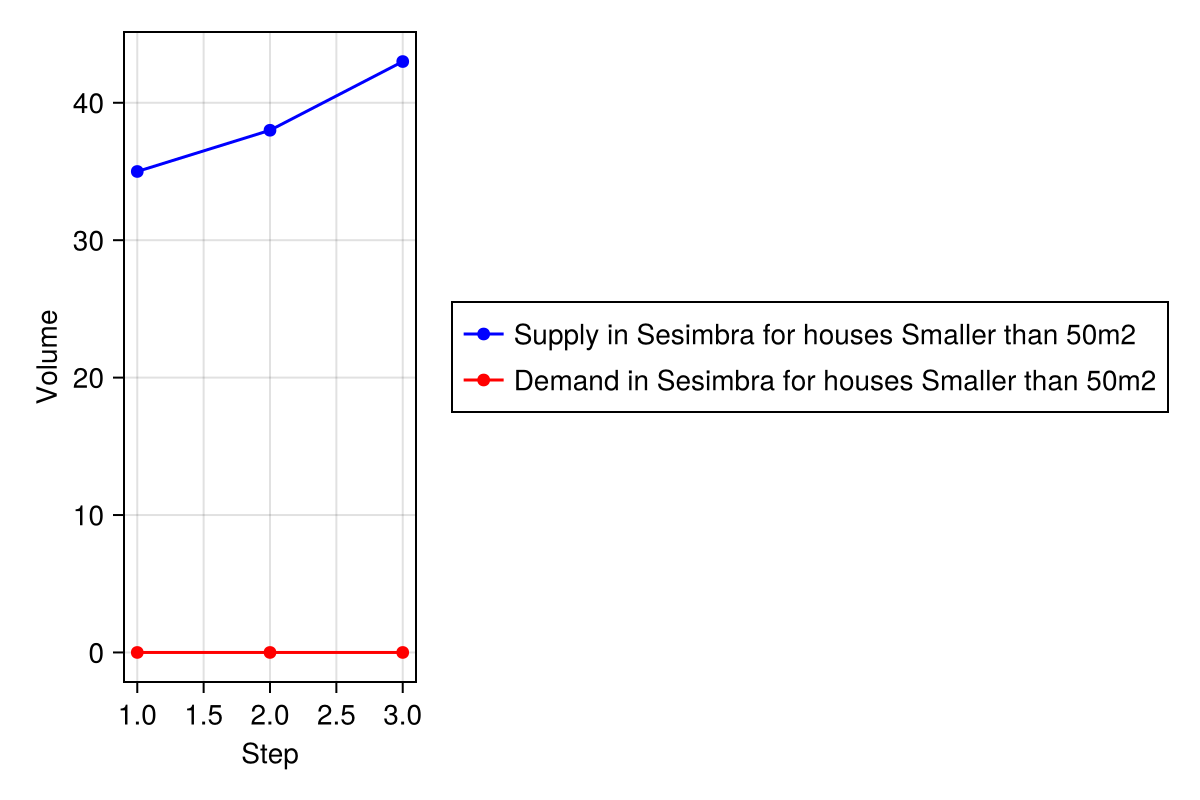 40
30
20
10
0
Volume
1.0 1.5 2.0 2.5 3.0
Step
Supply in Sesimbra for houses Smaller than 50m2
Demand in Sesimbra for houses Smaller than 50m2